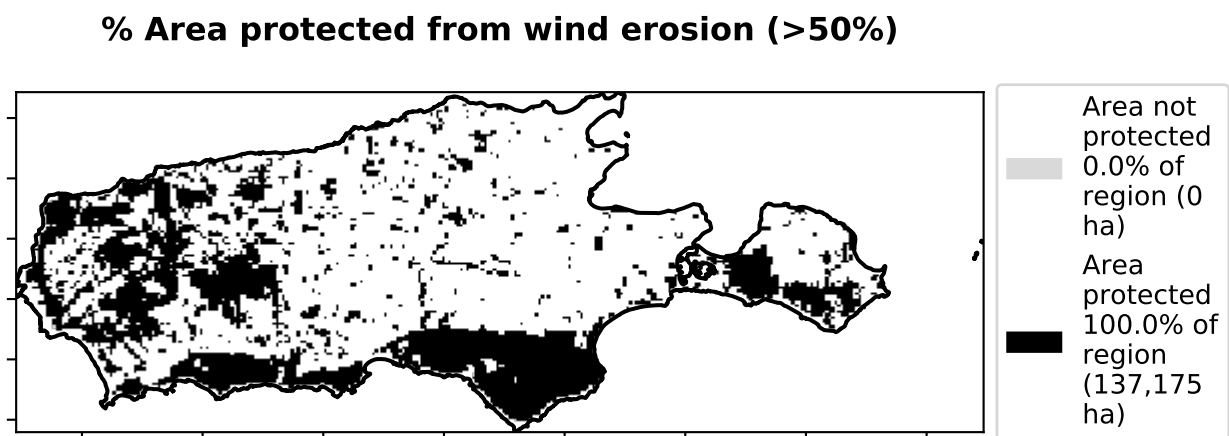 % Area protected from wind erosion (>50%)
Area not
protected
0.0% of
region (0
ha)
Area
protected
100.0% of
region
(137,175
ha)